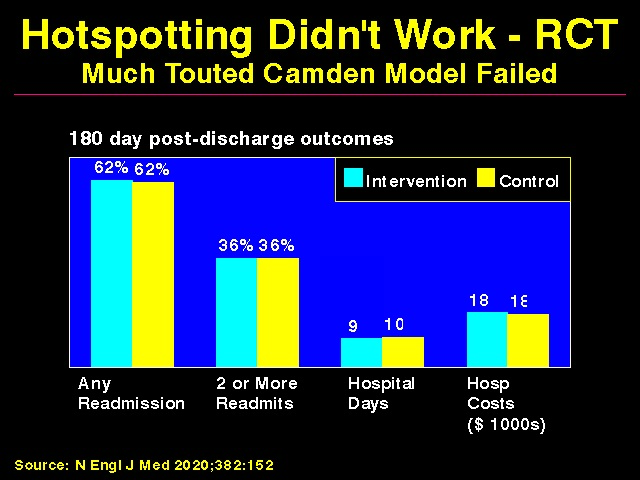 Hotspotting Didn't Work - RCT
Much Touted Camden Model Failed
180 day post-discharge outcomes
62% 62%
Intervention Control
36% 36%
18 18
9 10
Any Readmission
2 or More Readmits
Hospital Days
Hosp Costs ($ 1000s)
Source: N Engl J Med 2020;382:152